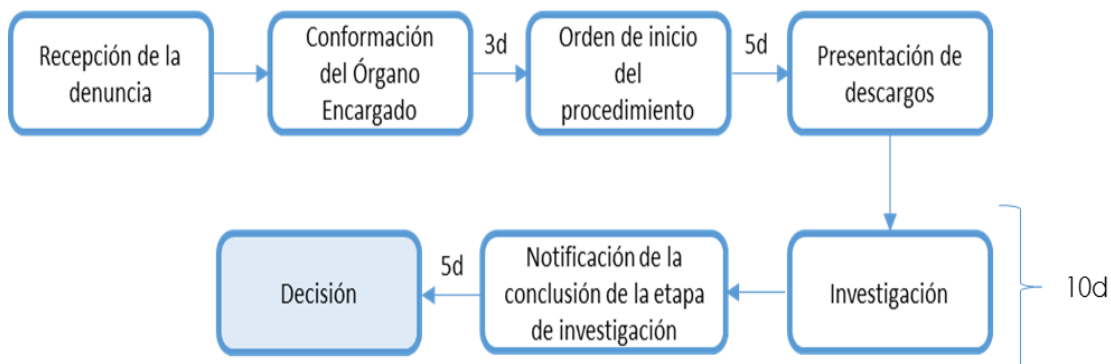 Recepción de la
denuncia
Conformación
del Órgano
Encargado
3d
Orden de inicio
del
procedimiento
5d
Presentación de
descargos
Investigación
10d
Notificación de la
conclusión de la etapa
de investigación
5d
Decisión